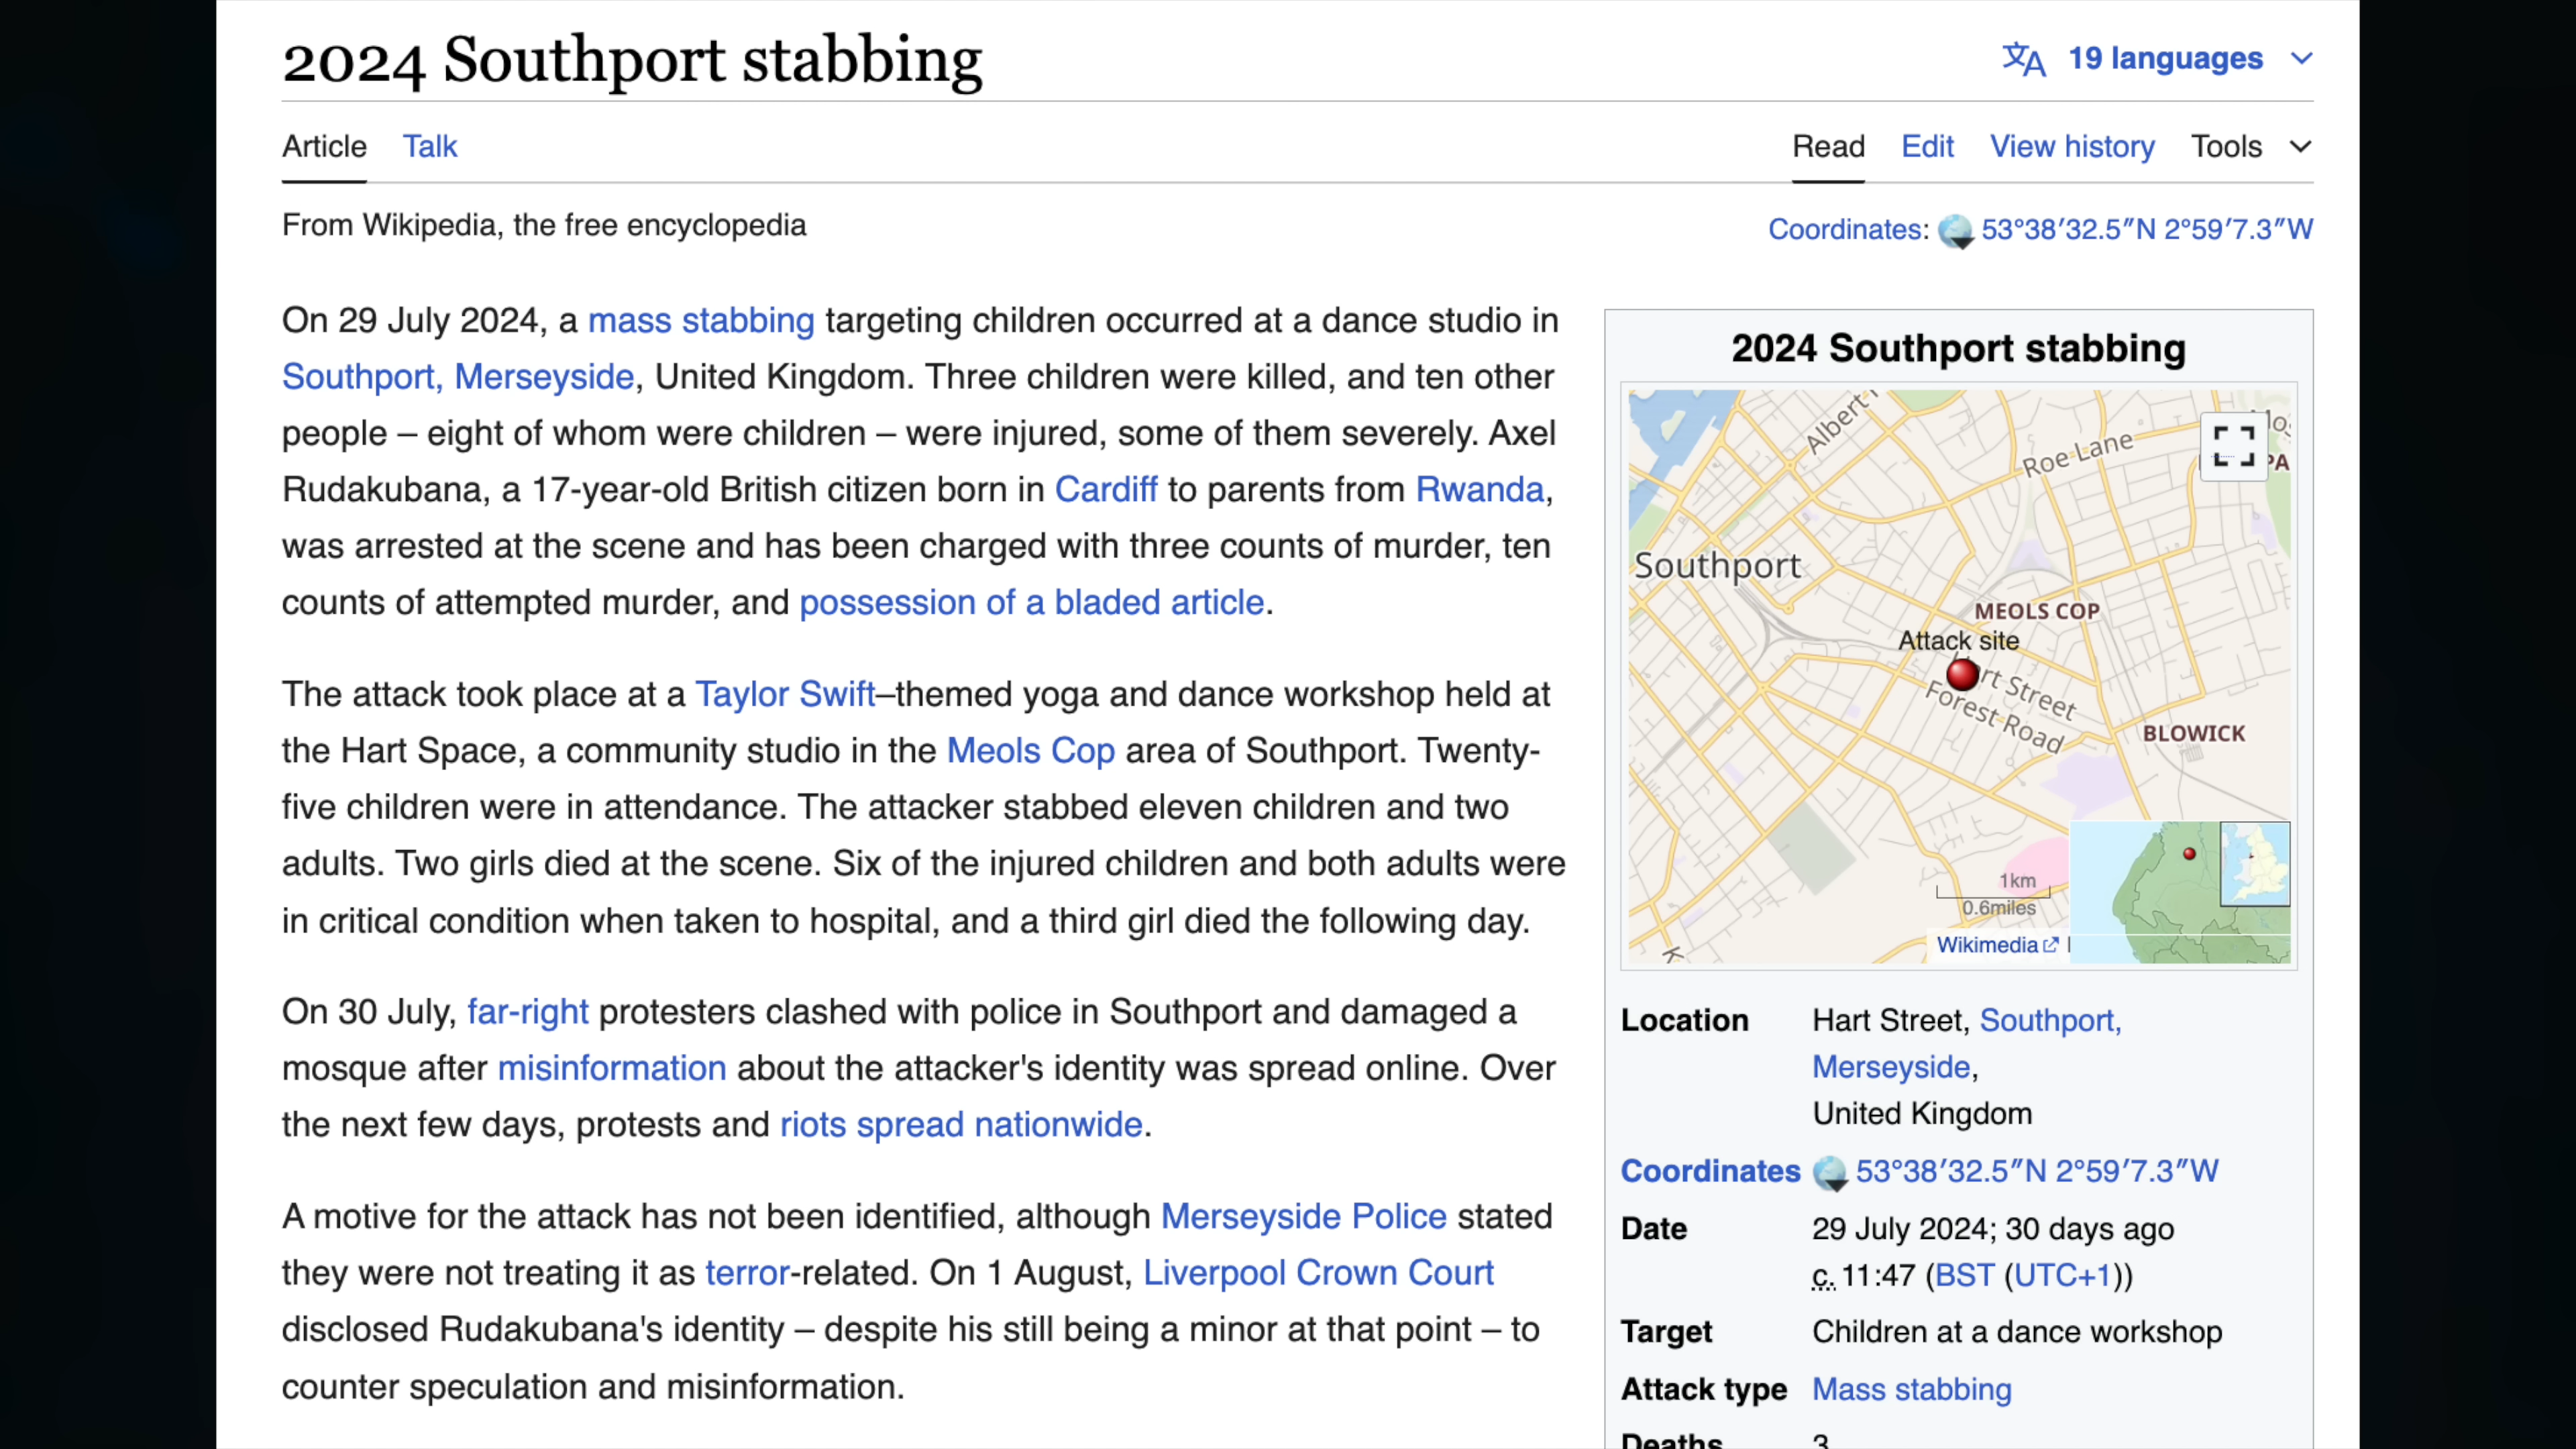 2024 Southport stabbing
19 languages
Article Talk
Read Edit View history Tools
From Wikipedia, the free encyclopedia
Coordinates: 53°38′32.5″N 2°59′7.3″W
On 29 July 2024, a mass stabbing targeting children occurred at a dance studio in
Southport, Merseyside, United Kingdom. Three children were killed, and ten other
people – eight of whom were children – were injured, some of them severely. Axel
Rudakubana, a 17-year-old British citizen born in Cardiff to parents from Rwanda,
was arrested at the scene and has been charged with three counts of murder, ten
counts of attempted murder, and possession of a bladed article.
The attack took place at a Taylor Swift–themed yoga and dance workshop held at
the Hart Space, a community studio in the Meols Cop area of Southport. Twenty-
five children were in attendance. The attacker stabbed eleven children and two
adults. Two girls died at the scene. Six of the injured children and both adults were
in critical condition when taken to hospital, and a third girl died the following day.
On 30 July, far-right protesters clashed with police in Southport and damaged a
mosque after misinformation about the attacker's identity was spread online. Over
the next few days, protests and riots spread nationwide.
A motive for the attack has not been identified, although Merseyside Police stated
they were not treating it as terror-related. On 1 August, Liverpool Crown Court
disclosed Rudakubana's identity – despite his still being a minor at that point – to
counter speculation and misinformation.
2024 Southport stabbing
Albert
Roe Lane
Southport
MEOLS COP
Attack site
Street
Forest Road
BLOWICK
1km
0.6miles
Wikimedia
Location Hart Street, Southport,
Merseyside,
United Kingdom
Coordinates 53°38′32.5″N 2°59′7.3″W
Date 29 July 2024; 30 days ago
c. 11:47 (BST (UTC+1))
Target Children at a dance workshop
Attack type Mass stabbing
Deaths 3